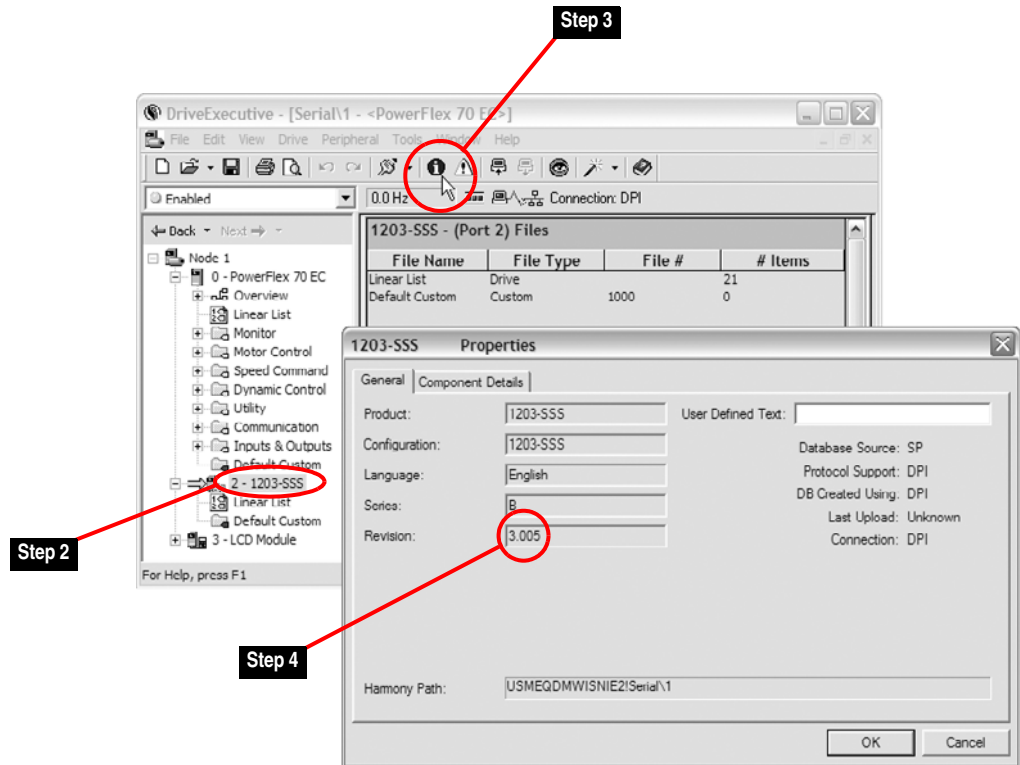 Step 3
DriveExecutive - [Serial\1 - <PowerFlex 70 EC>]
File Edit View Drive Peripheral Tools Window Help
Enabled
0.0 Hz
Connection: DPI
Back Next
Node 1
0 - PowerFlex 70 EC
Overview
Linear List
Monitor
Motor Control
Speed Command
Dynamic Control
Utility
Communication
Inputs & Outputs
Default Custom
2 - 1203-SSS
Linear List
Default Custom
3 - LCD Module
For Help, press F1
1203-SSS - (Port 2) Files
File Name File Type File # # Items
Linear List Drive 21
Default Custom Custom 1000 0
Step 2
1203-SSS Properties
General Component Details
Product: 1203-SSS User Defined Text:
Configuration: 1203-SSS Database Source: SP
Language: English Protocol Support: DPI
Series: B DB Created Using: DPI
Last Upload: Unknown
Revision: 3.005 Connection: DPI
Step 4
Harmony Path: USMEQDMWISNIE2!Serial\1
OK Cancel